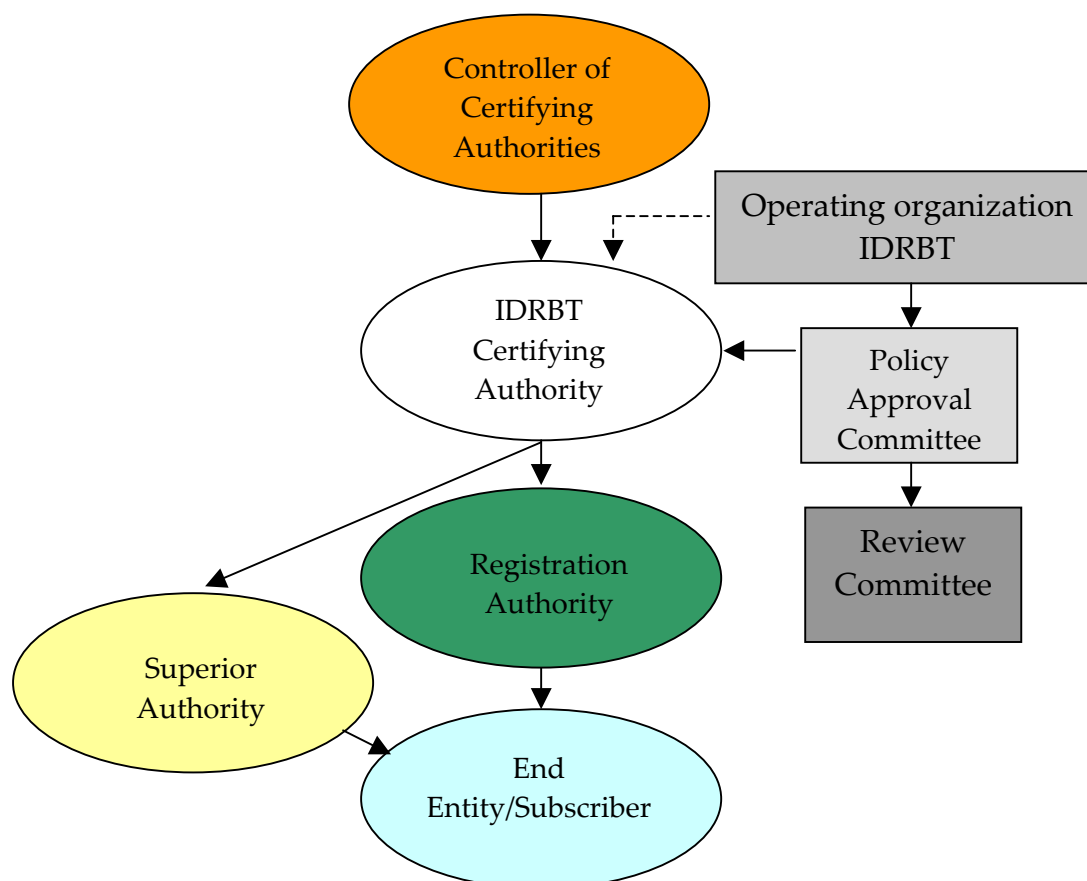 Controller of
Certifying
Authorities
Operating organization
IDRBT
IDRBT
Certifying
Authority
Policy
Approval
Committee
Registration
Authority
Review
Committee
Superior
Authority
End
Entity/Subscriber